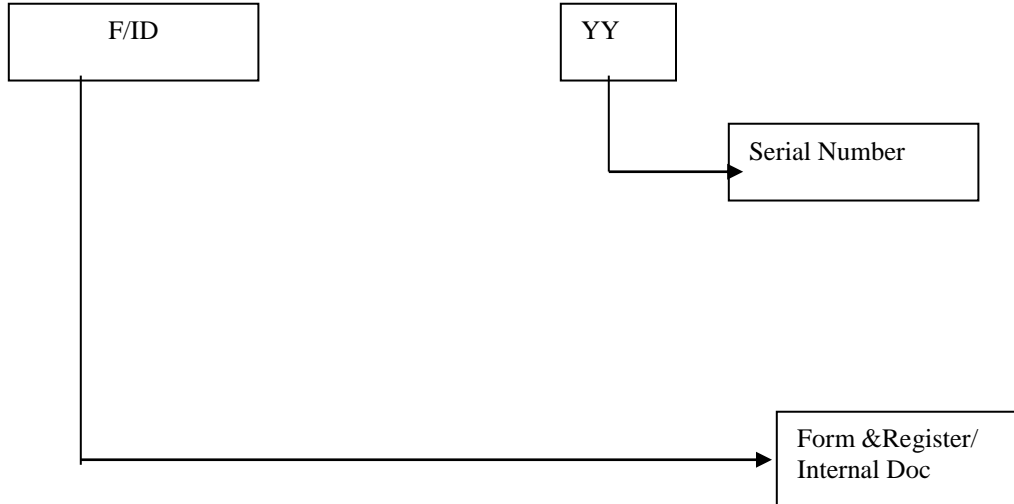 F/ID
YY
Serial Number
Form &Register/
Internal Doc